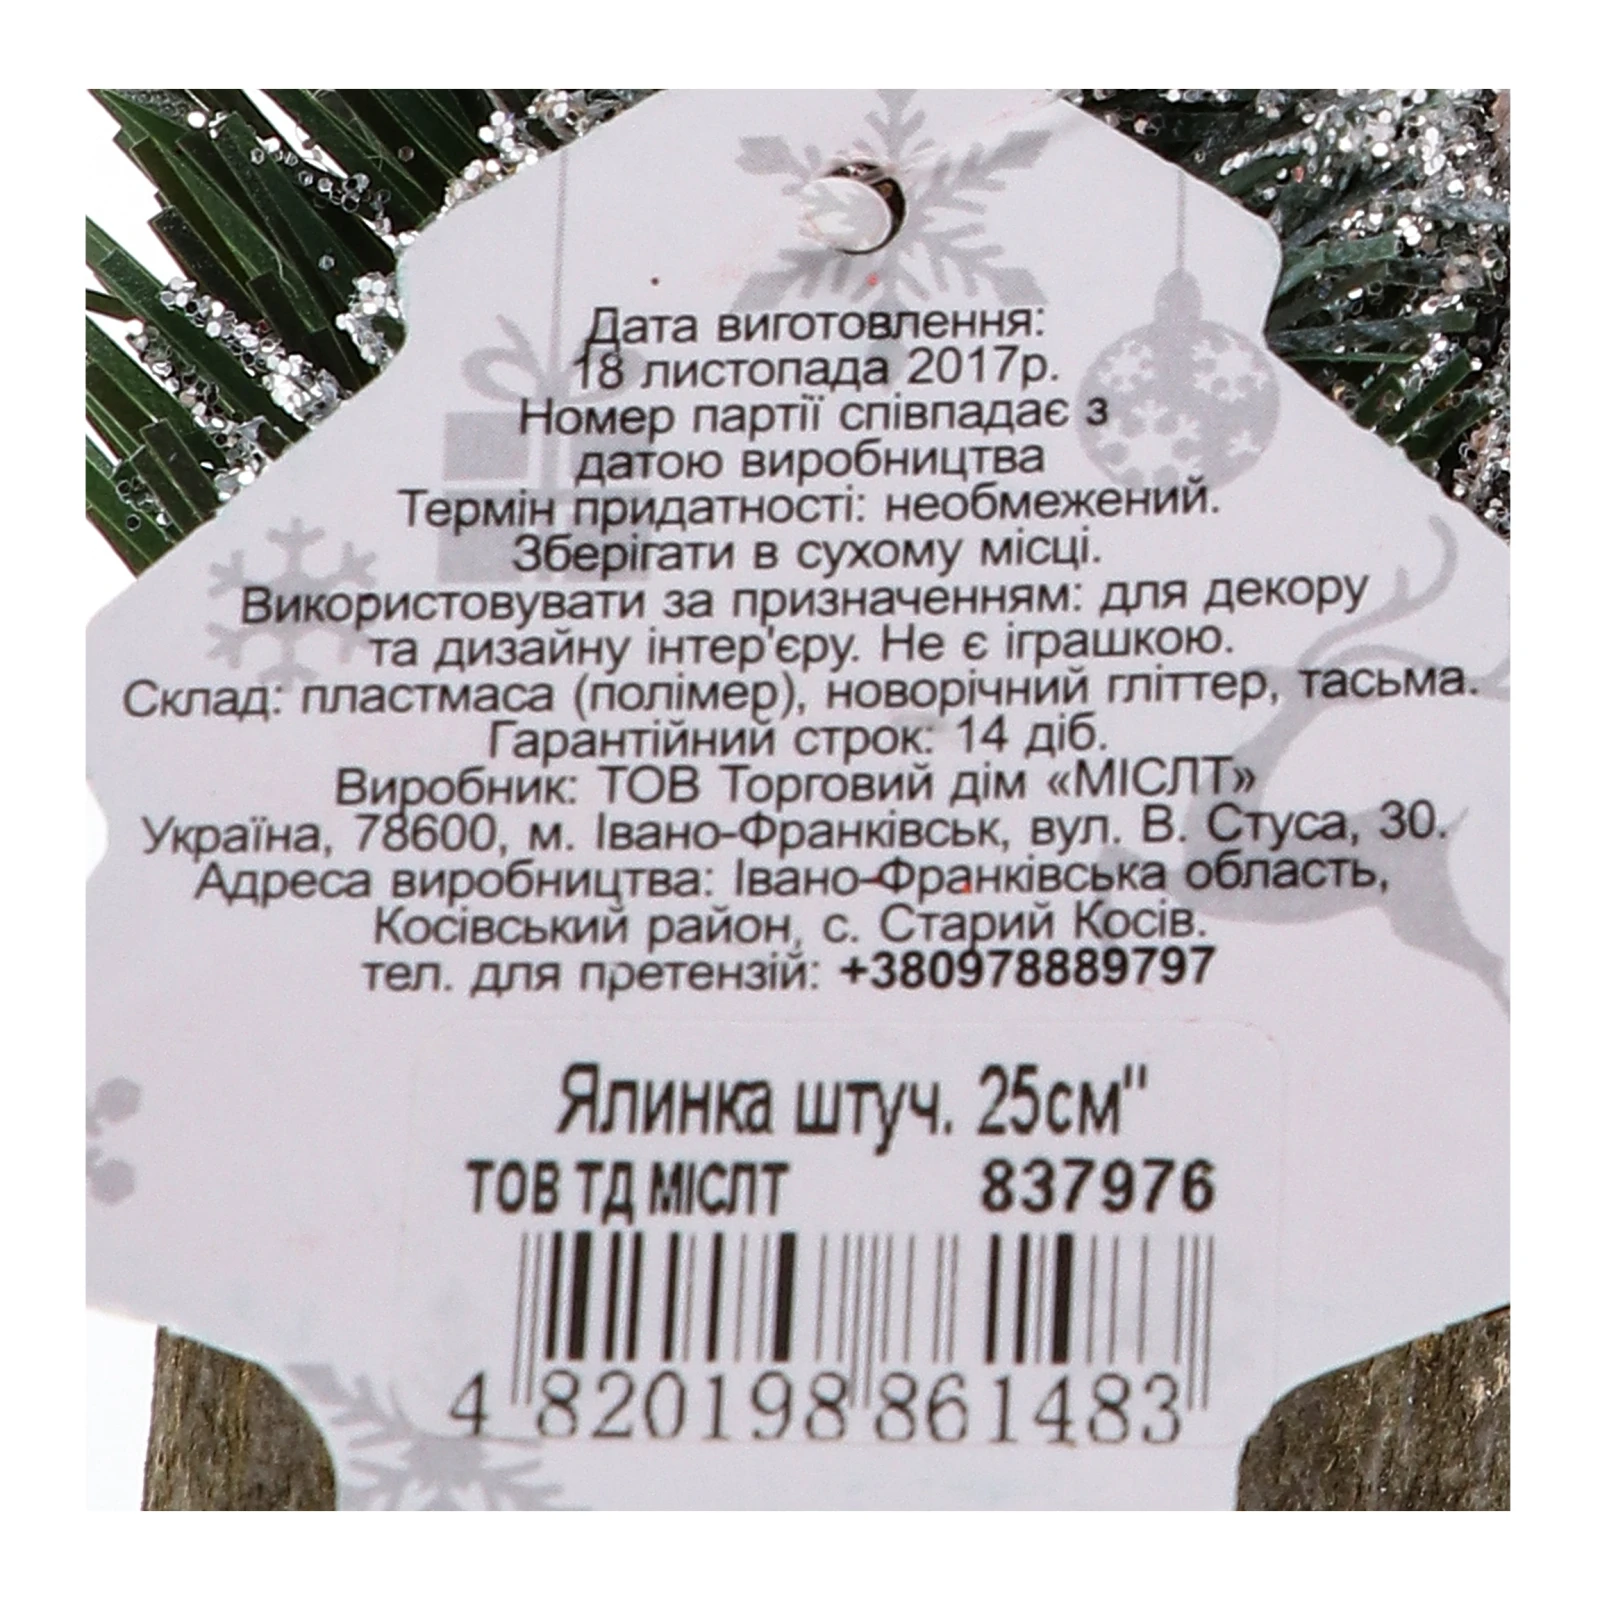 Дата виготовлення:
18 листопада 2017р.
Номер партії співпадає з
датою виробництва
Термін придатності: необмежений.
Зберігати в сухому місці.
Використовувати за призначенням: для декору
та дизайну інтер'єру. Не є іграшкою.
Склад: пластмаса (полімер), новорічний гліттер, тасьма.
Гарантійний строк: 14 діб.
Виробник: ТОВ Торговий дім «МІСЛТ»
Україна, 78600, м. Івано-Франківськ, вул. В. Стуса, 30.
Адреса виробництва: Івано-Франківська область,
Косівський район, с. Старий Косів.
тел. для претензій: +380978889797
Ялинка штуч. 25см"
ТОВ ТД МІСЛТ 837976
4 820198 861483